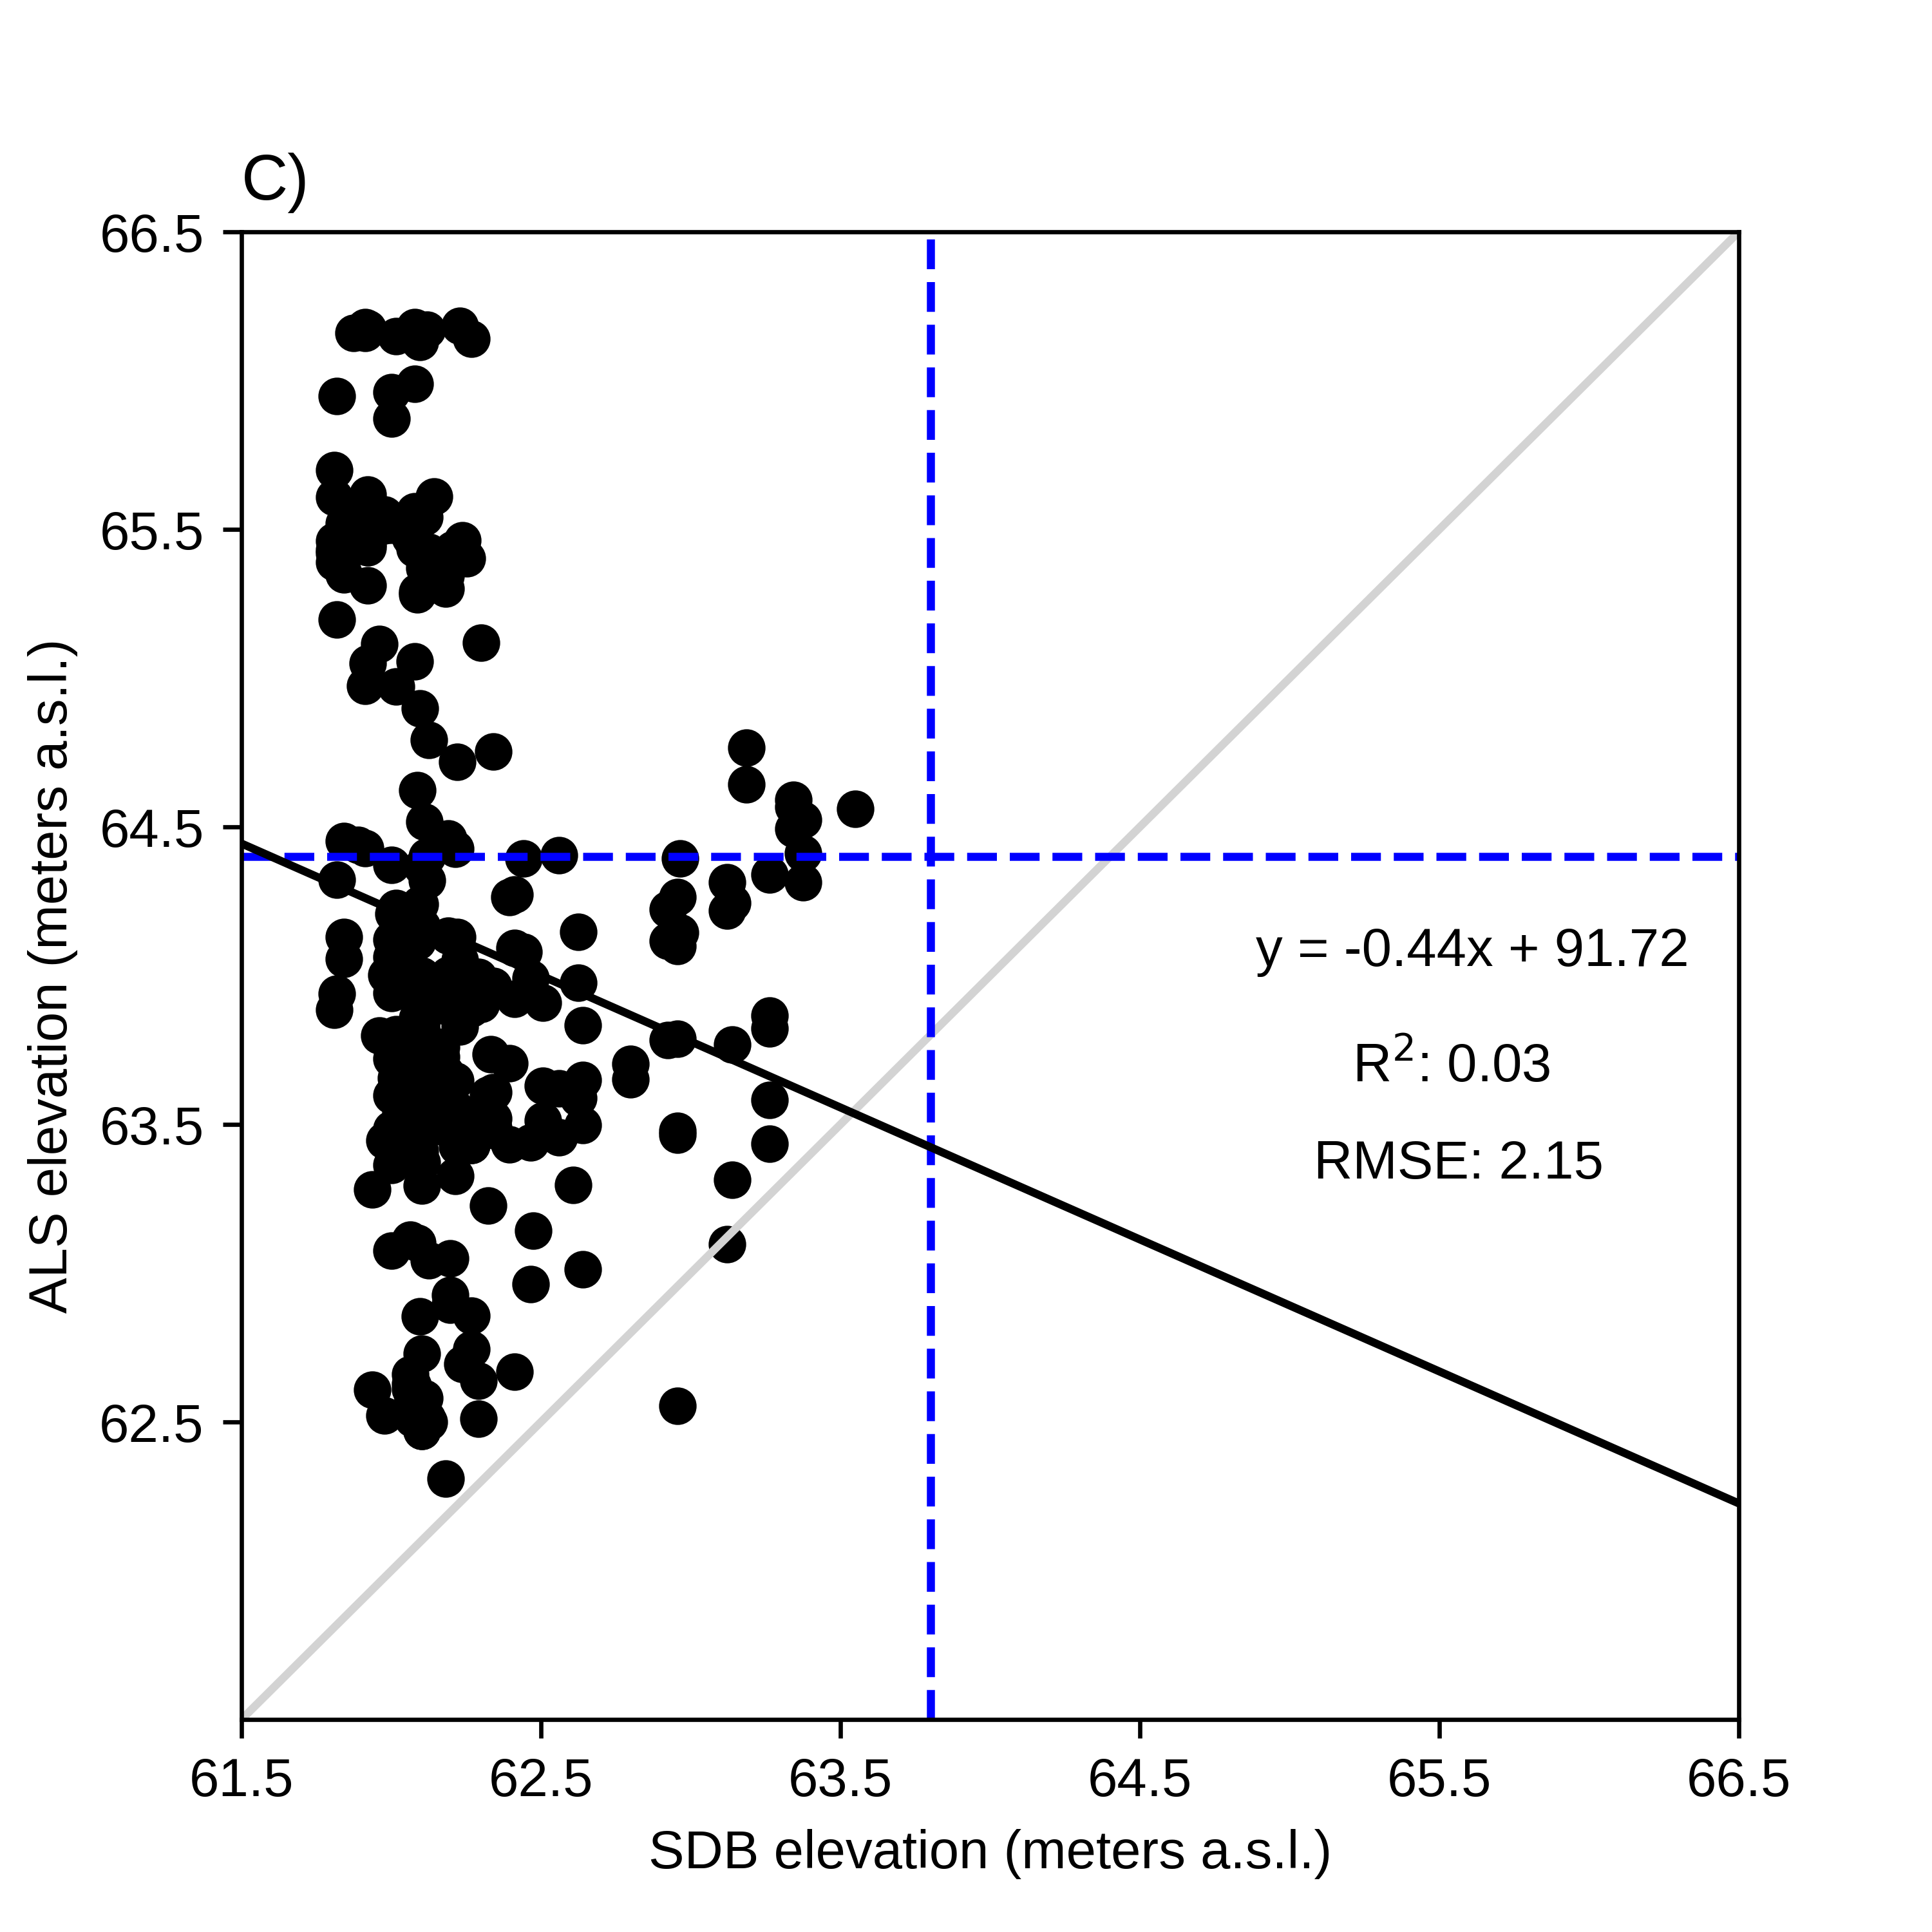 C)
66.5
65.5
64.5
63.5
62.5
ALS elevation (meters a.s.l.)
y = -0.44x + 91.72
R²: 0.03
RMSE: 2.15
61.5 62.5 63.5 64.5 65.5 66.5
SDB elevation (meters a.s.l.)